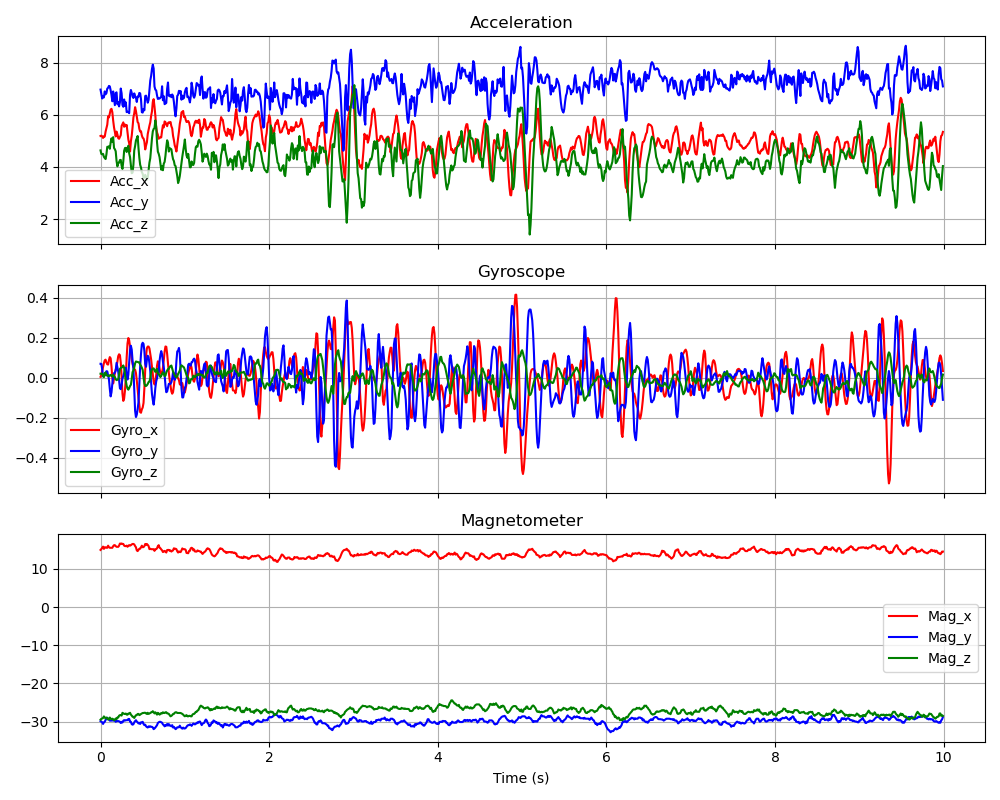 Acceleration
8
6
4
2
Acc_x
Acc_y
Acc_z
Gyroscope
0.4
0.2
0.0
−0.2
−0.4
Gyro_x
Gyro_y
Gyro_z
Magnetometer
10
0
−10
−20
−30
Mag_x
Mag_y
Mag_z
0 2 4 6 8 10
Time (s)